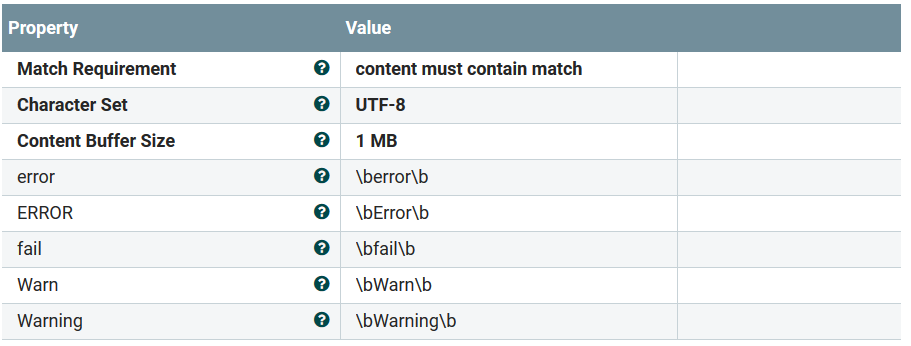 Property Value
Match Requirement ? content must contain match
Character Set ? UTF-8
Content Buffer Size ? 1 MB
error ? \berror\b
ERROR ? \bError\b
fail ? \bfail\b
Warn ? \bWarn\b
Warning ? \bWarning\b